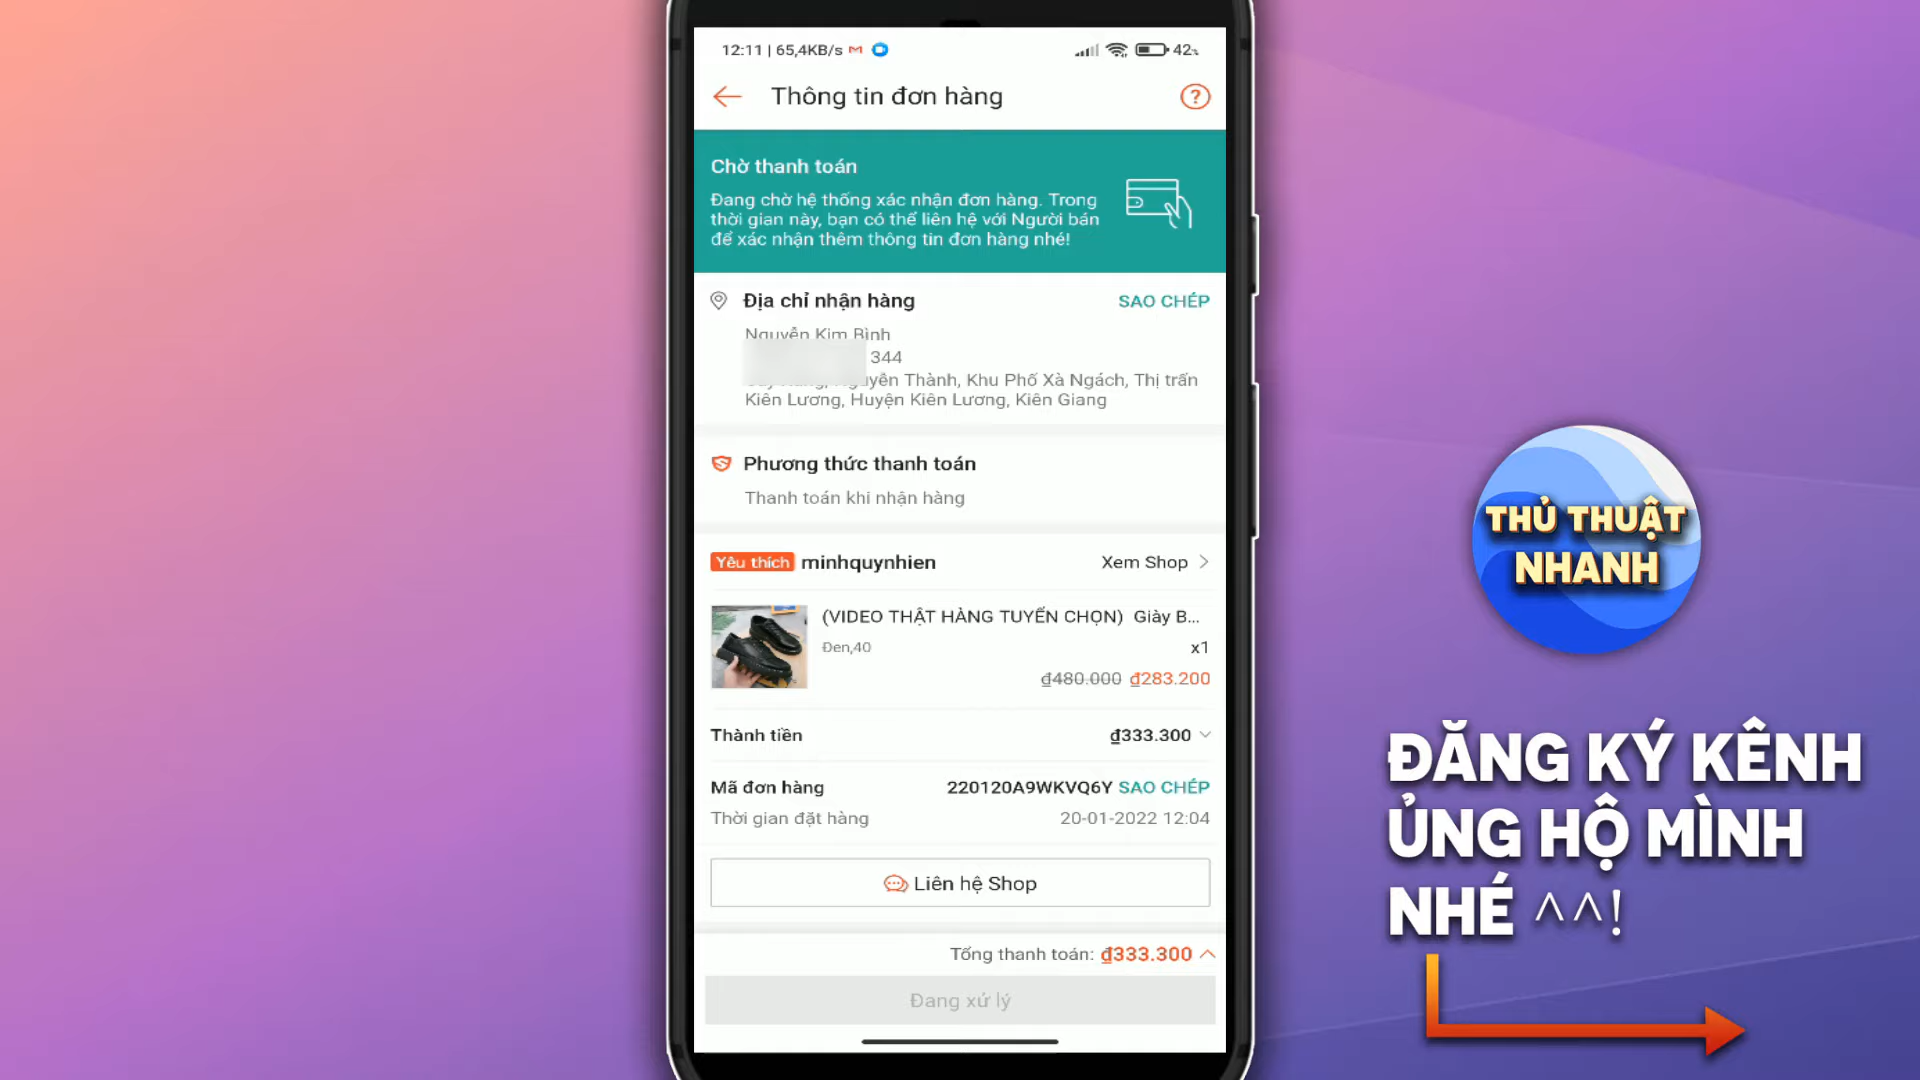 12:11 | 65,4KB/s
42%
Thông tin đơn hàng
?
Chờ thanh toán
Đang chờ hệ thống xác nhận đơn hàng. Trong
thời gian này, bạn có thể liên hệ với Người bán
để xác nhận thêm thông tin đơn hàng nhé!
Địa chỉ nhận hàng
SAO CHÉP
Nguyễn Kim Bình
344
Thành, Khu Phố Xà Ngách, Thị trấn
Kiên Lương, Huyện Kiên Lương, Kiên Giang
Phương thức thanh toán
Thanh toán khi nhận hàng
Yêu thích minhquynhien
Xem Shop
(VIDEO THẬT HÀNG TUYỂN CHỌN) Giày B...
Đen,40
x1
₫480.000 ₫283.200
Thành tiền
₫333.300
Mã đơn hàng
220120A9WKVQ6Y SAO CHÉP
Thời gian đặt hàng
20-01-2022 12:04
Liên hệ Shop
Tổng thanh toán: ₫333.300
Đang xử lý
THỦ THUẬT
NHANH
ĐĂNG KÝ KÊNH
ỦNG HỘ MÌNH
NHÉ ^^!